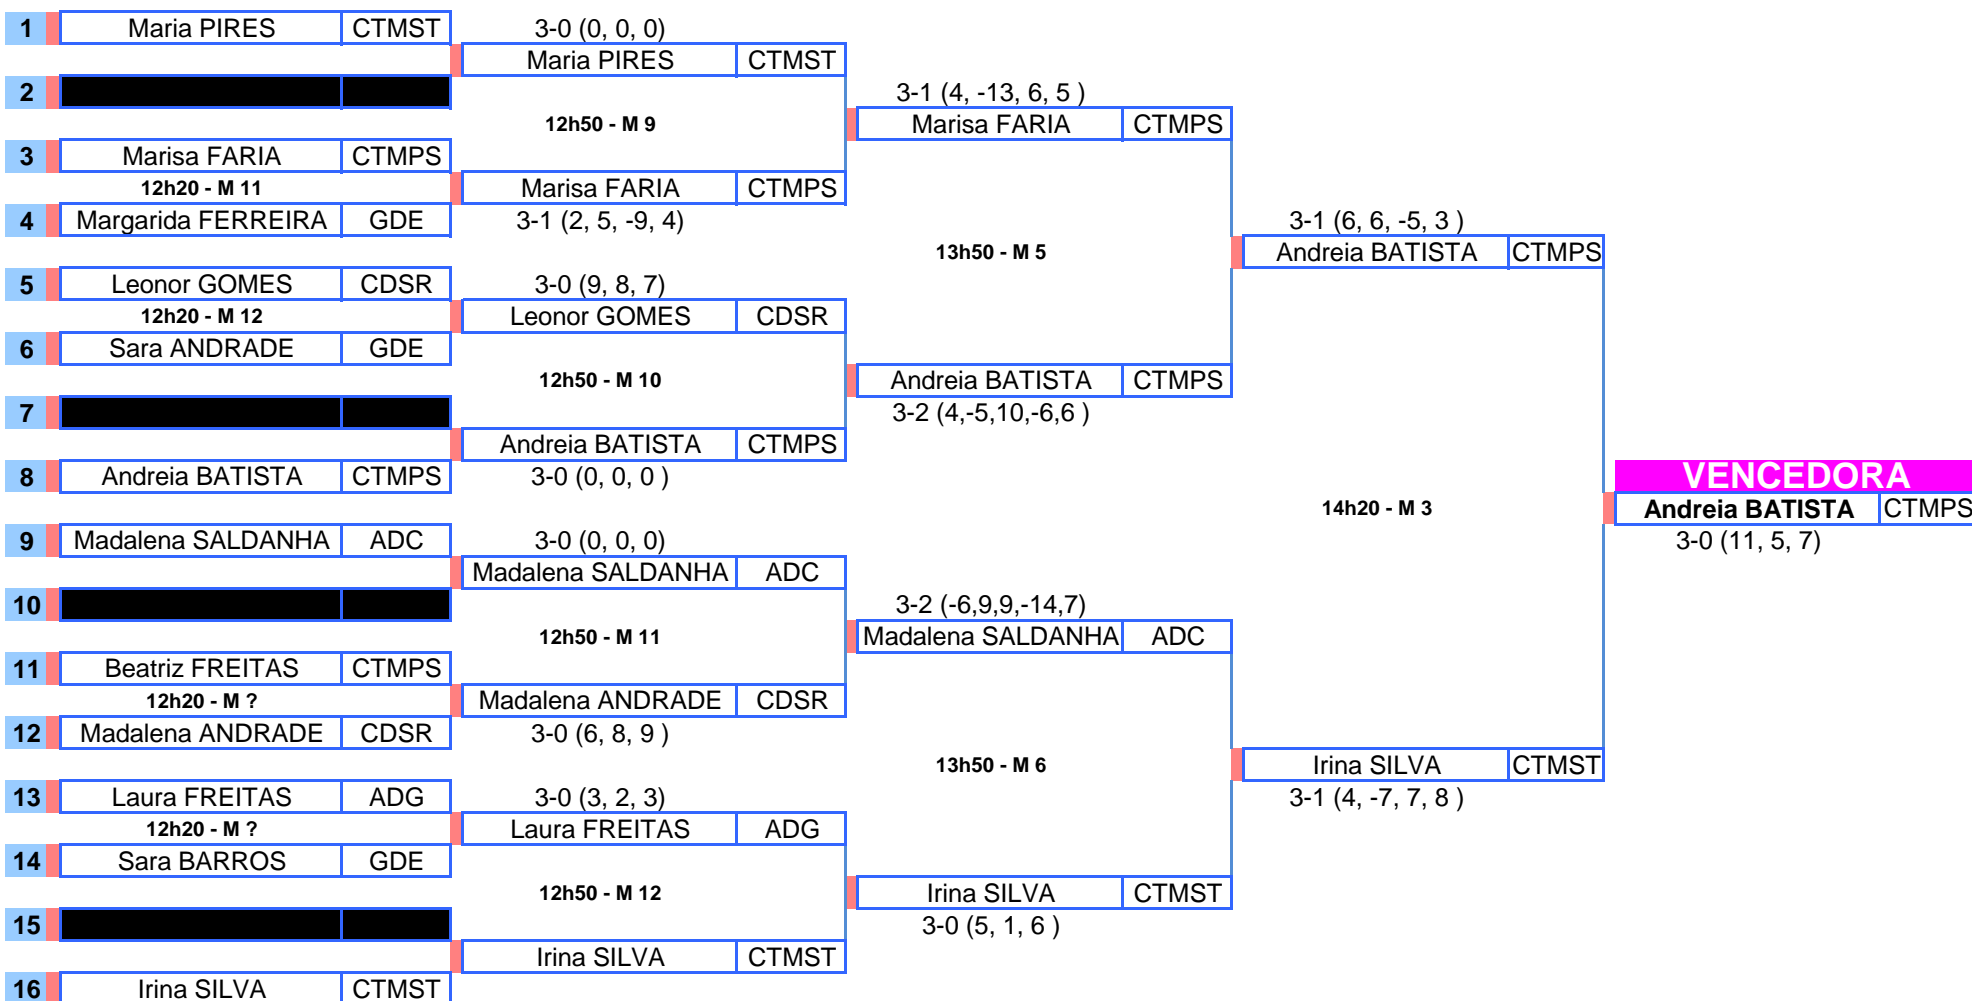 1 Maria PIRES CTMST 3-0 (0, 0, 0)
Maria PIRES CTMST
2 3-1 (4, -13, 6, 5 )
12h50 - M 9 Marisa FARIA CTMPS
3 Marisa FARIA CTMPS
12h20 - M 11 Marisa FARIA CTMPS
4 Margarida FERREIRA GDE 3-1 (2, 5, -9, 4) 3-1 (6, 6, -5, 3 )
13h50 - M 5 Andreia BATISTA CTMPS
5 Leonor GOMES CDSR 3-0 (9, 8, 7)
12h20 - M 12 Leonor GOMES CDSR
6 Sara ANDRADE GDE
12h50 - M 10 Andreia BATISTA CTMPS
7 3-2 (4,-5,10,-6,6 )
Andreia BATISTA CTMPS
8 Andreia BATISTA CTMPS 3-0 (0, 0, 0 ) VENCEDORA
14h20 - M 3 Andreia BATISTA CTMPS
9 Madalena SALDANHA ADC 3-0 (0, 0, 0) 3-0 (11, 5, 7)
Madalena SALDANHA ADC
10 3-2 (-6,9,9,-14,7)
12h50 - M 11 Madalena SALDANHA ADC
11 Beatriz FREITAS CTMPS
12h20 - M ? Madalena ANDRADE CDSR
12 Madalena ANDRADE CDSR 3-0 (6, 8, 9 )
13h50 - M 6 Irina SILVA CTMST
13 Laura FREITAS ADG 3-0 (3, 2, 3) 3-1 (4, -7, 7, 8 )
12h20 - M ? Laura FREITAS ADG
14 Sara BARROS GDE
12h50 - M 12 Irina SILVA CTMST
15 3-0 (5, 1, 6 )
Irina SILVA CTMST
16 Irina SILVA CTMST